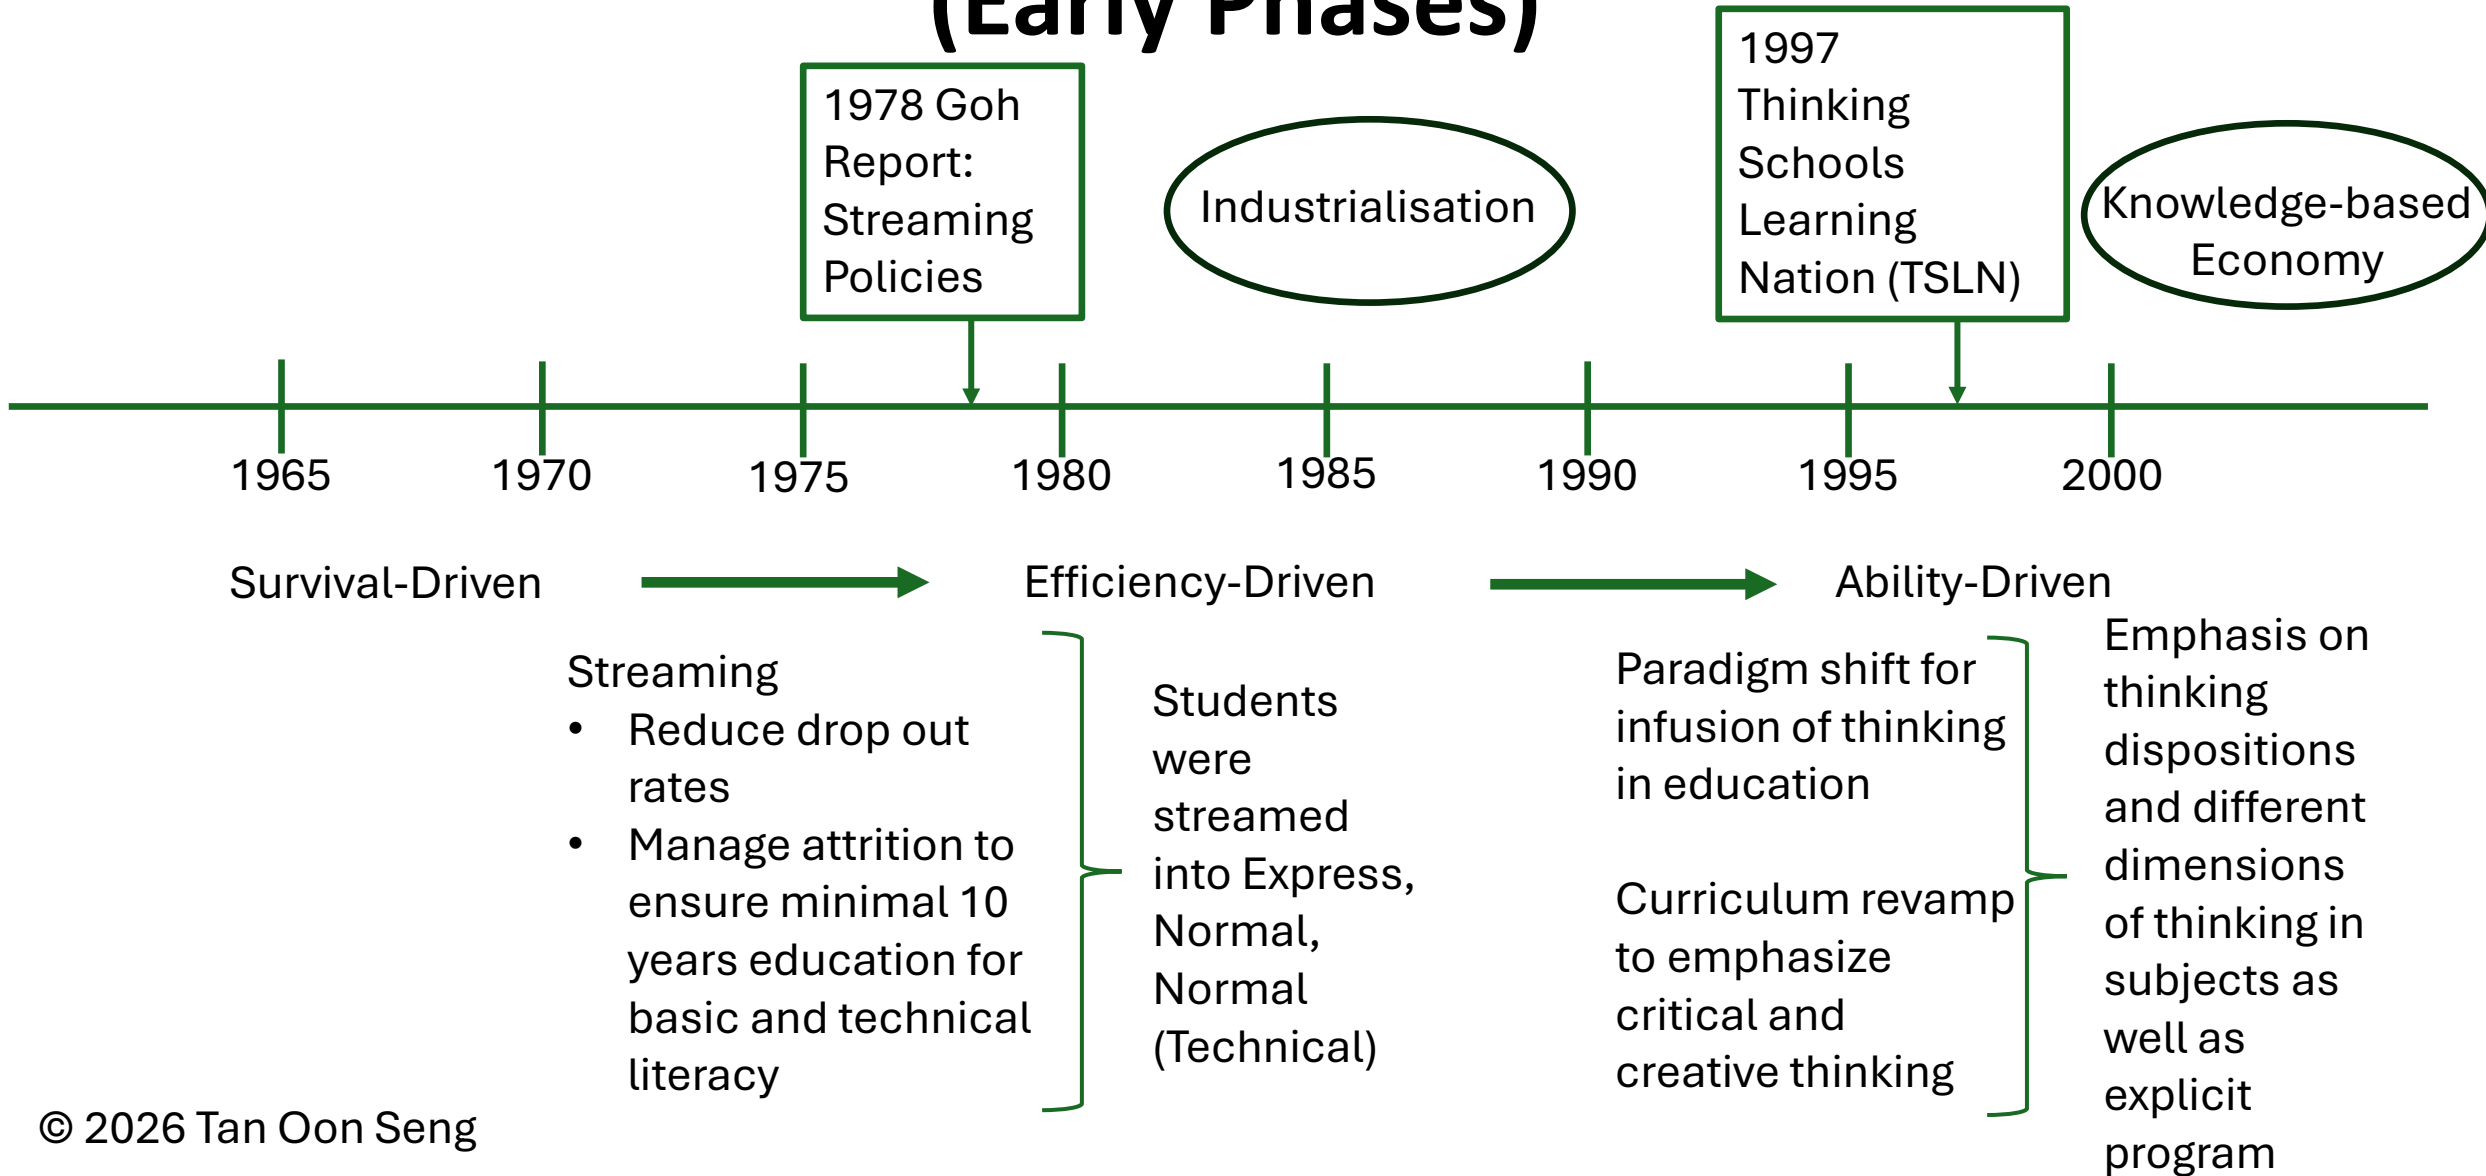 (Early Phases)
1978 Goh
Report:
Streaming
Policies
Industrialisation
1997
Thinking
Schools
Learning
Nation (TSLN)
Knowledge-based
Economy
1965
1970
1975
1980
1985
1990
1995
2000
Survival-Driven
Efficiency-Driven
Ability-Driven
Streaming
• Reduce drop out
rates
• Manage attrition to
ensure minimal 10
years education for
basic and technical
literacy
Students
were
streamed
into Express,
Normal,
Normal
(Technical)
Paradigm shift for
infusion of thinking
in education
Curriculum revamp
to emphasize
critical and
creative thinking
Emphasis on
thinking
dispositions
and different
dimensions
of thinking in
subjects as
well as
explicit
program
© 2026 Tan Oon Seng